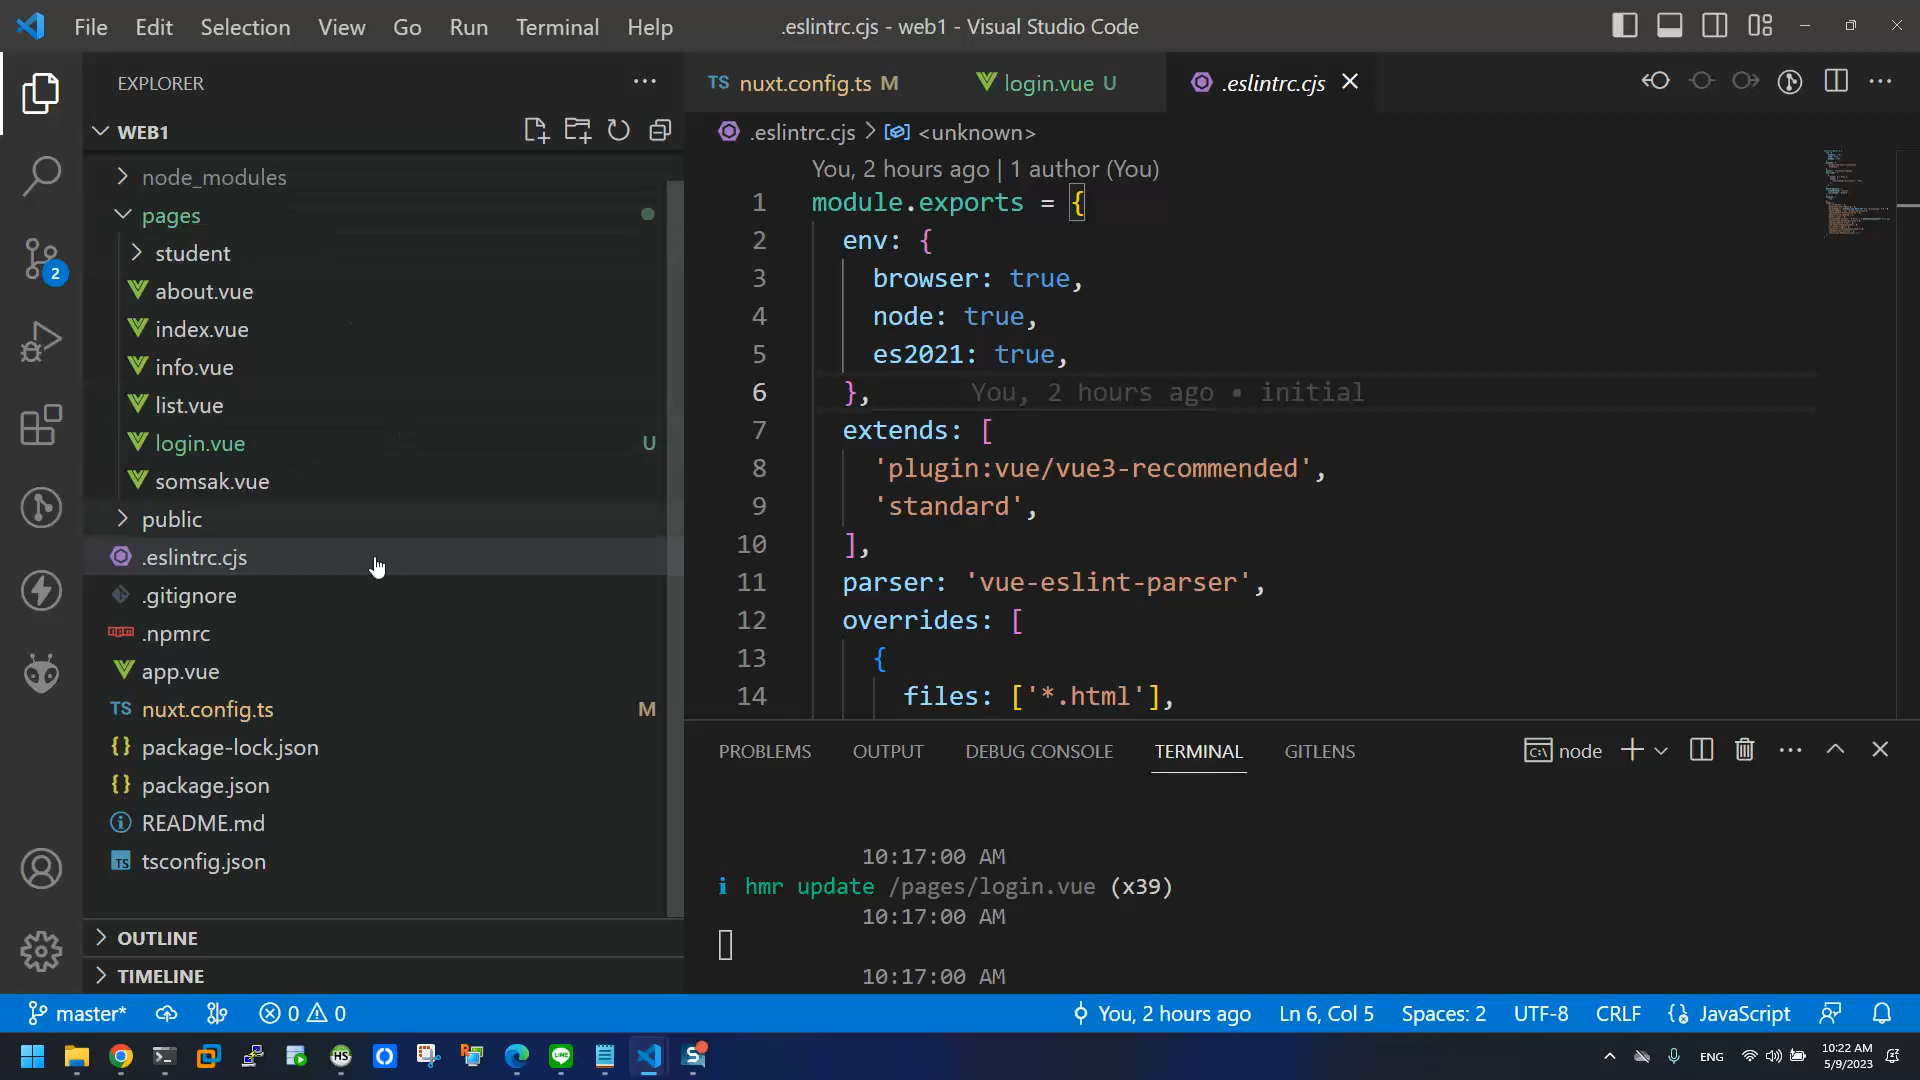 File Edit Selection View Go Run Terminal Help
.eslintrc.cjs - web1 - Visual Studio Code
EXPLORER
WEB1
node_modules
pages
student
about.vue
index.vue
info.vue
list.vue
login.vue U
somsak.vue
public
.eslintrc.cjs
.gitignore
.npmrc
app.vue
TS nuxt.config.ts M
{} package-lock.json
{} package.json
README.md
TS tsconfig.json
OUTLINE
TIMELINE
2
TS nuxt.config.ts M login.vue U .eslintrc.cjs
.eslintrc.cjs > <unknown>
You, 2 hours ago | 1 author (You)
1 module.exports = {
2 env: {
3 browser: true,
4 node: true,
5 es2021: true,
6 }, You, 2 hours ago • initial
7 extends: [
8 'plugin:vue/vue3-recommended',
9 'standard',
10 ],
11 parser: 'vue-eslint-parser',
12 overrides: [
13 {
14 files: ['*.html'],
PROBLEMS OUTPUT DEBUG CONSOLE TERMINAL GITLENS node
10:17:00 AM
i hmr update /pages/login.vue (x39)
10:17:00 AM
10:17:00 AM
master* 0 0 You, 2 hours ago Ln 6, Col 5 Spaces: 2 UTF-8 CRLF JavaScript
HS LINE S ENG 10:22 AM
5/9/2023